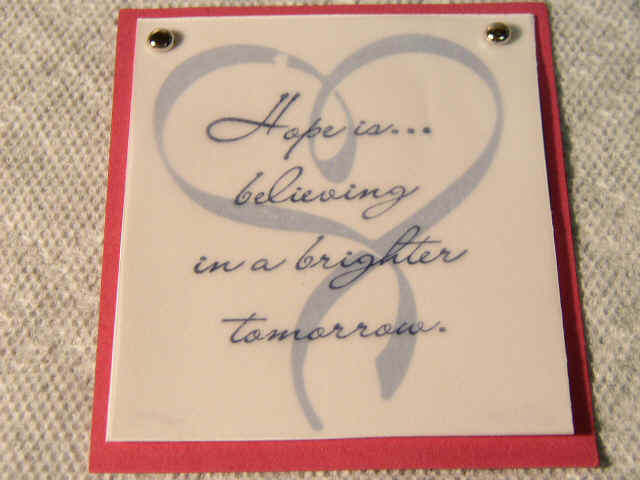 Hope is...
believing
in a brighter
tomorrow.